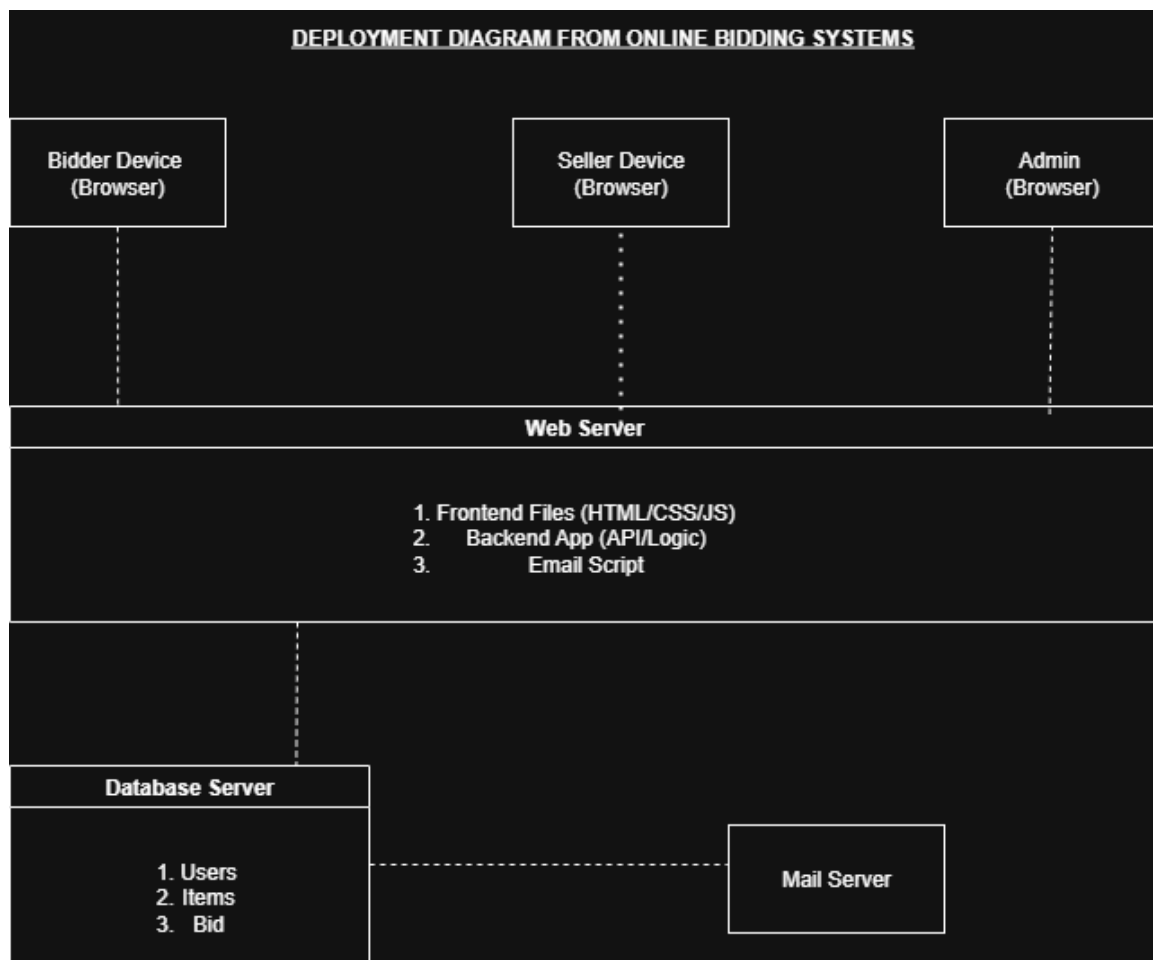 DEPLOYMENT DIAGRAM FROM ONLINE BIDDING SYSTEMS
Bidder Device
(Browser)
Seller Device
(Browser)
Admin
(Browser)
Web Server
1. Frontend Files (HTML/CSS/JS)
2. Backend App (API/Logic)
3. Email Script
Database Server
1. Users
2. Items
3. Bid
Mail Server